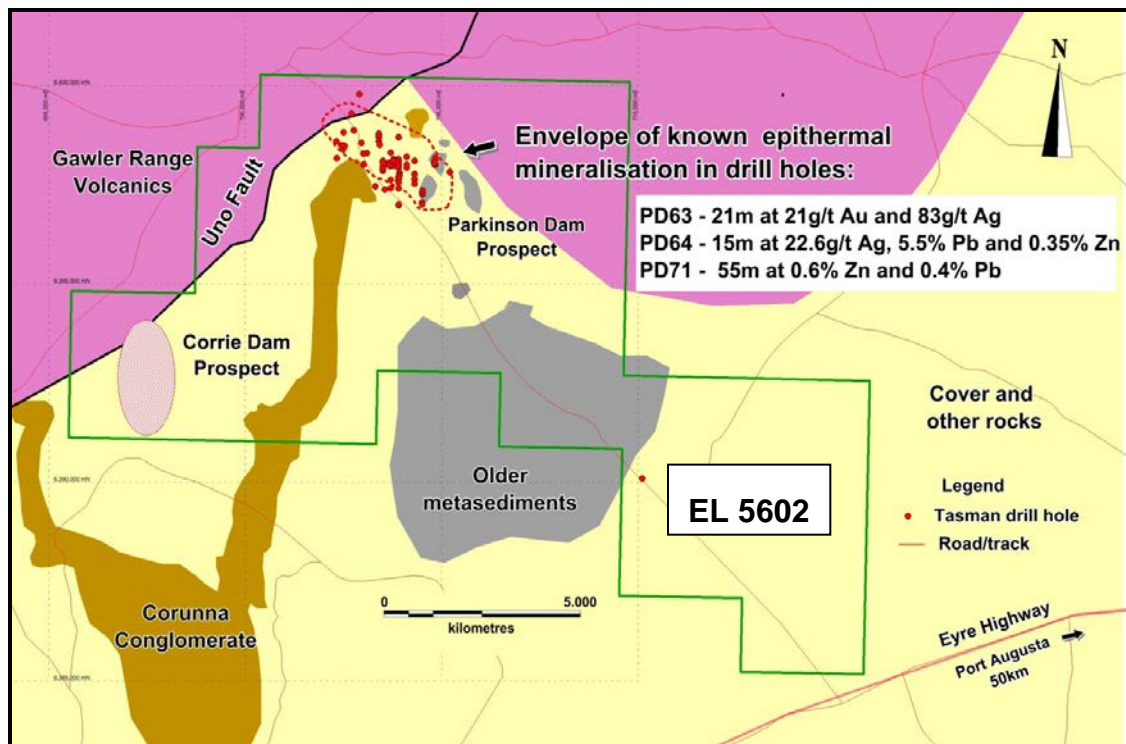 N
Envelope of known epithermal
mineralisation in drill holes:
Gawler Range
Volcanics
Uno Fault
PD63 - 21m at 21g/t Au and 83g/t Ag
PD64 - 15m at 22.6g/t Ag, 5.5% Pb and 0.35% Zn
PD71 - 55m at 0.6% Zn and 0.4% Pb
Parkinson Dam
Prospect
Corrie Dam
Prospect
Cover and
other rocks
Older
metasediments
EL 5602
Legend
Tasman drill hole
Road/track
0 5.000
kilometres
Corunna
Conglomerate
Eyre Highway
Port Augusta
50km